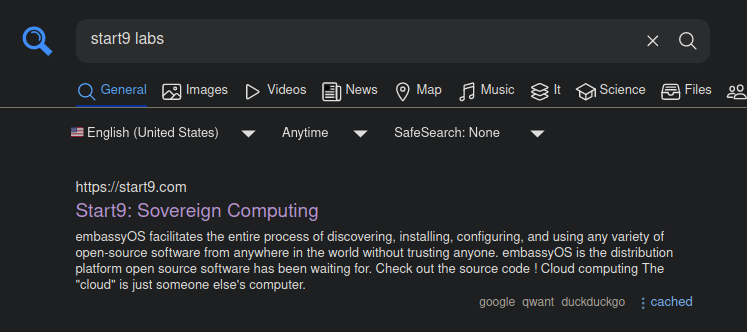 start9 labs
General Images Videos News Map Music It Science Files
English (United States) Anytime SafeSearch: None
https://start9.com
Start9: Sovereign Computing
embassyOS facilitates the entire process of discovering, installing, configuring, and using any variety of
open-source software from anywhere in the world without trusting anyone. embassyOS is the distribution
platform open source software has been waiting for. Check out the source code ! Cloud computing The
"cloud" is just someone else's computer.
google qwant duckduckgo cached